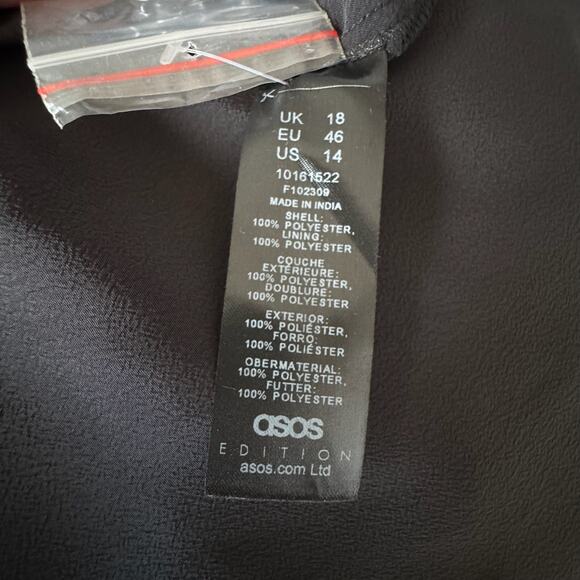 UK 18
EU 46
US 14
10161522
F102309
MADE IN INDIA
SHELL:
100% POLYESTER,
LINING:
100% POLYESTER
COUCHE
EXTÉRIEURE:
100% POLYESTER,
DOUBLURE:
100% POLYESTER
EXTERIOR:
100% POLIÉSTER,
FORRO:
100% POLIÉSTER
OBERMATERIAL:
100% POLYESTER,
FUTTER:
100% POLYESTER
asos
EDITION
asos.com Ltd